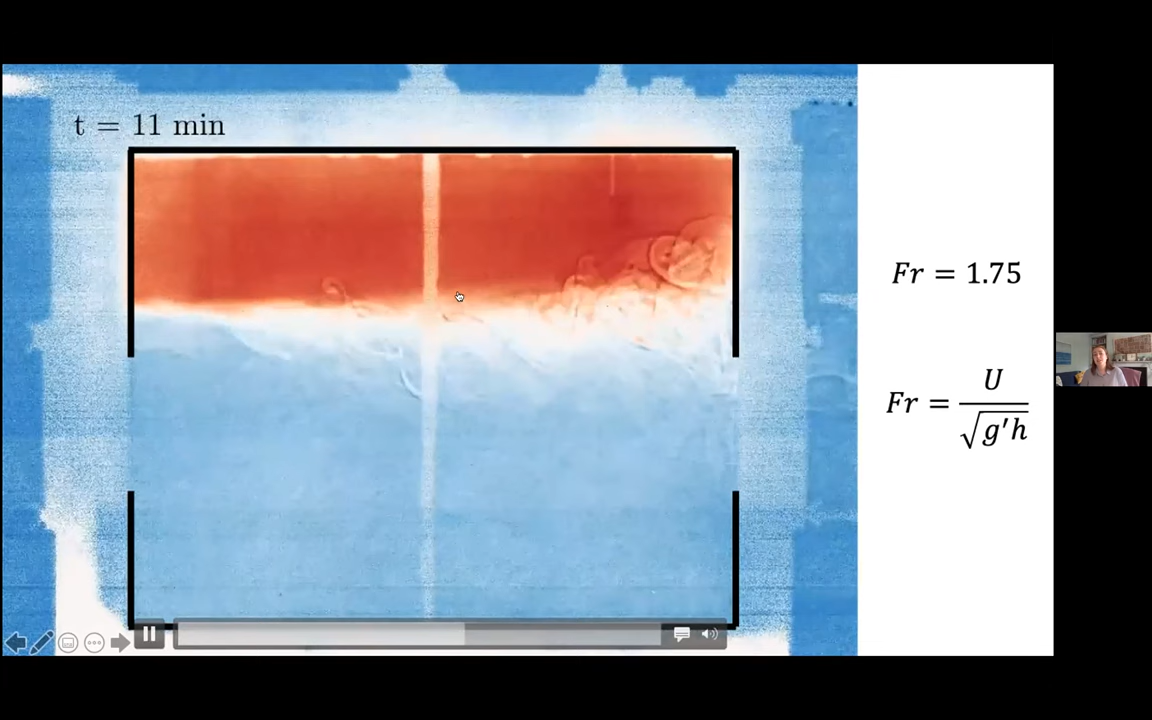 t = 11 min
Fr = 1.75
Fr = U / √g′h